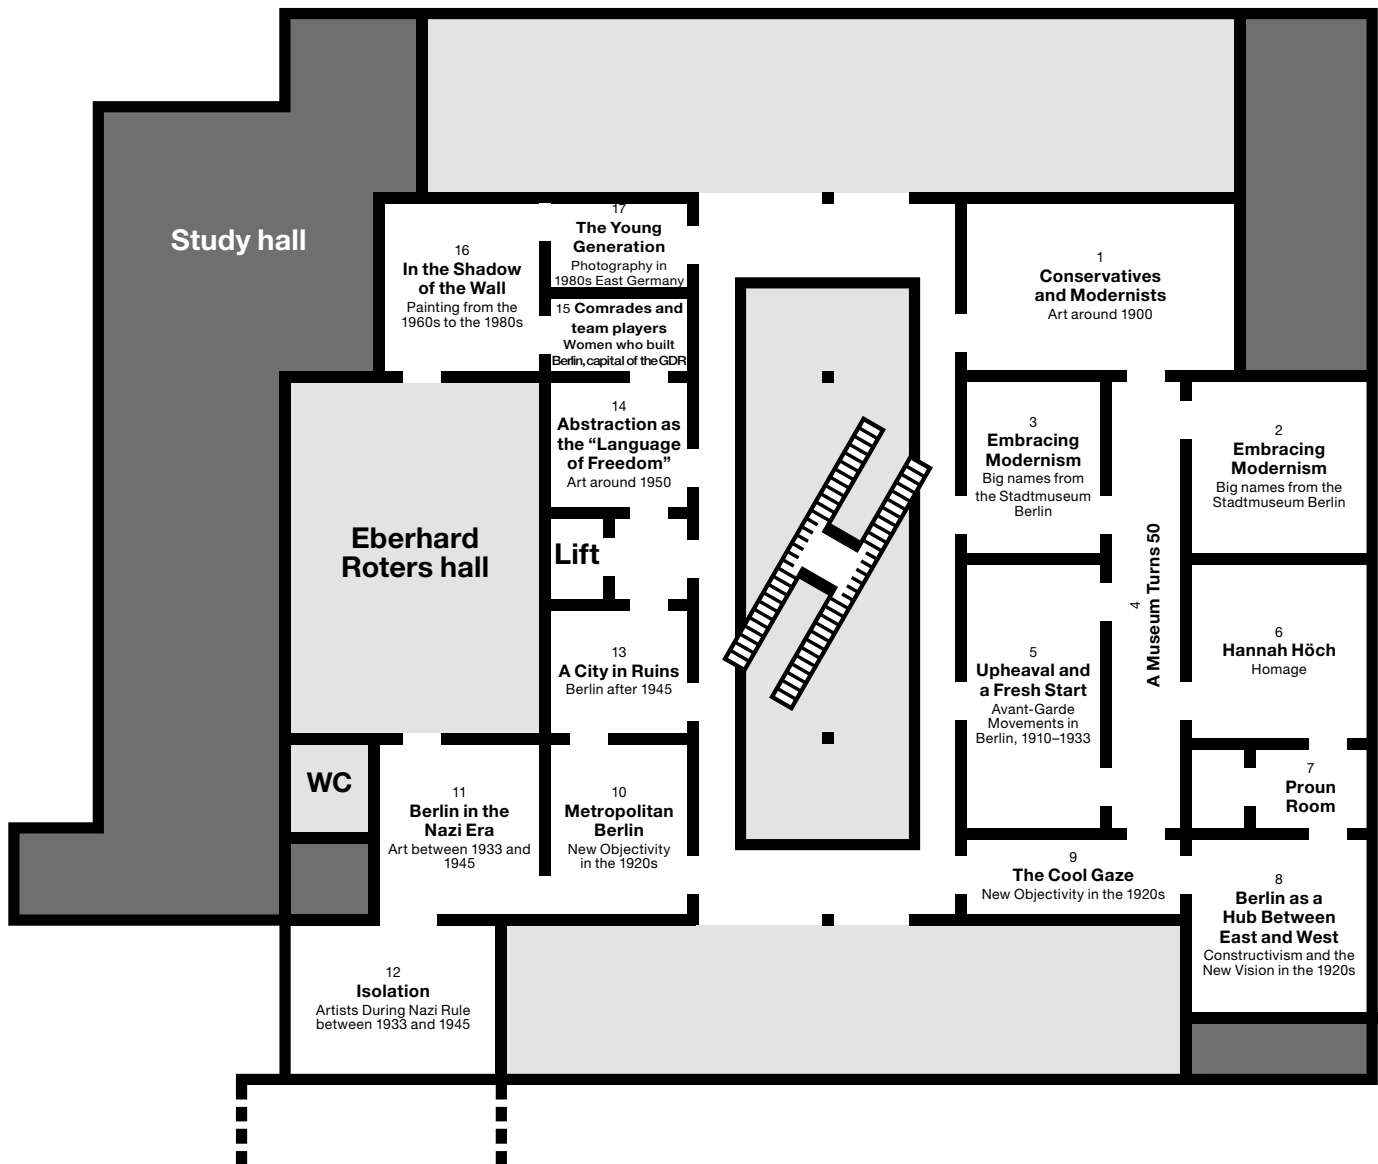 Study hall
16
In the Shadow
of the Wall
Painting from the
1960s to the 1980s
17
The Young
Generation
Photography in
1980s East Germany
15 Comrades and
team players
Women who built
Berlin, capital of the GDR
1
Conservatives
and Modernists
Art around 1900
14
Abstraction as
the “Language
of Freedom”
Art around 1950
3
Embracing
Modernism
Big names from
the Stadtmuseum
Berlin
2
Embracing
Modernism
Big names from the
Stadtmuseum Berlin
Eberhard
Roters hall
Lift
4
A Museum Turns 50
13
A City in Ruins
Berlin after 1945
5
Upheaval and
a Fresh Start
Avant-Garde
Movements in
Berlin, 1910–1933
6
Hannah Höch
Homage
WC
11
Berlin in the
Nazi Era
Art between 1933 and
1945
10
Metropolitan
Berlin
New Objectivity
in the 1920s
7
Proun
Room
9
The Cool Gaze
New Objectivity in the 1920s
8
Berlin as a
Hub Between
East and West
Constructivism and the
New Vision in the 1920s
12
Isolation
Artists During Nazi Rule
between 1933 and 1945